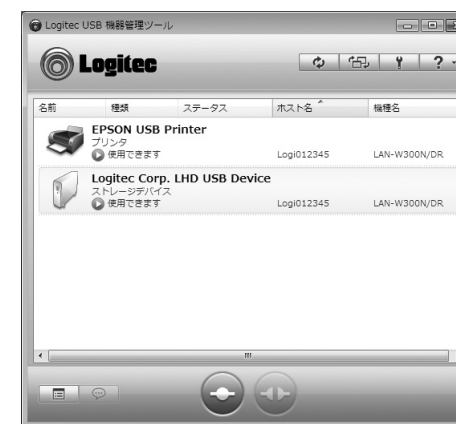 Logitec USB 機器管理ツール
Logitec
?
名前 種類 ステータス ホスト名 機種名
EPSON USB Printer
プリンタ
使用できます Logi012345 LAN-W300N/DR
Logitec Corp. LHD USB Device
ストレージデバイス
使用できます Logi012345 LAN-W300N/DR